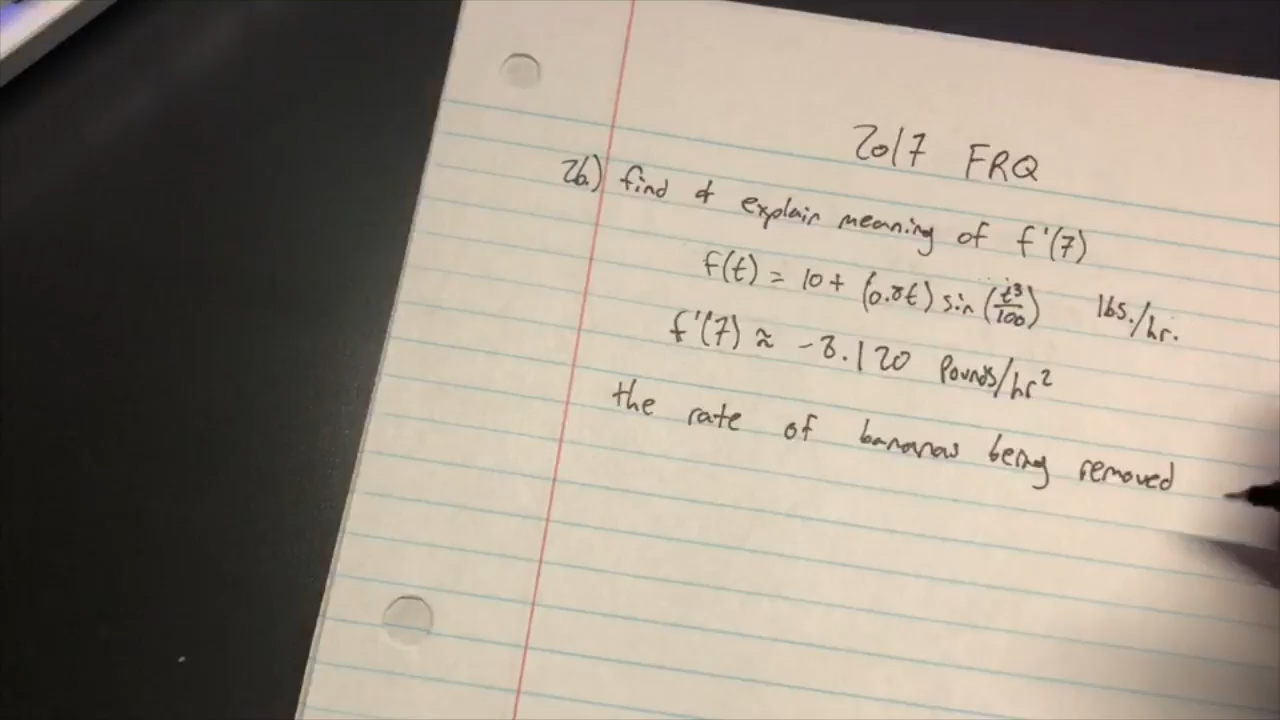 2017 FRQ
2b.) find & explain meaning of f'(7)
f(t) = 10 + (0.8t) sin (t³/100) lbs./hr.
f'(7) ≈ -8.120 Pounds/hr²
the rate of bananas being removed